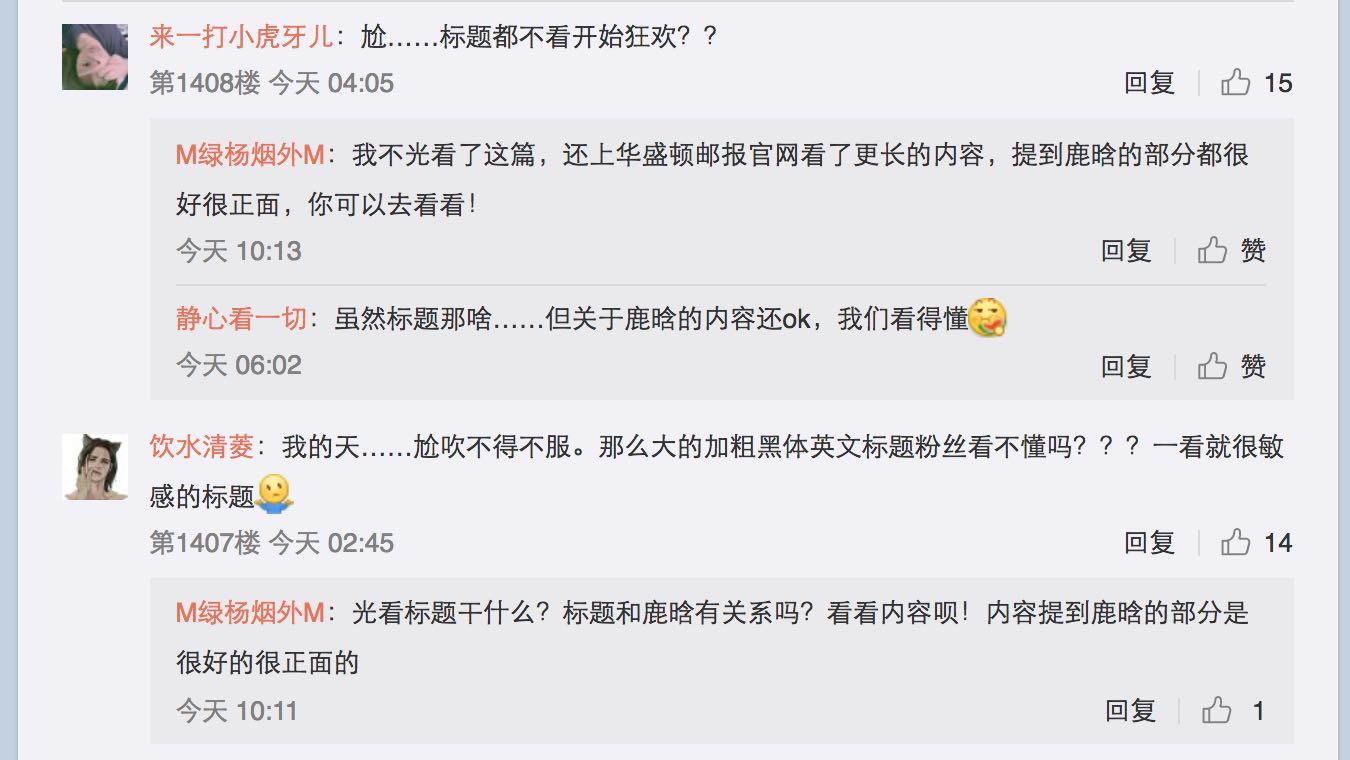 来一打小虎牙儿：尬……标题都不看开始狂欢？？
第1408楼 今天 04:05
回复
15
M绿杨烟外M：我不光看了这篇，还上华盛顿邮报官网看了更长的内容，提到鹿晗的部分都很
好很正面，你可以去看看！
今天 10:13
回复
赞
静心看一切：虽然标题那啥……但关于鹿晗的内容还ok，我们看得懂
今天 06:02
回复
赞
饮水清菱：我的天……尬吹不得不服。那么大的加粗黑体英文标题粉丝看不懂吗？？？一看就很敏
感的标题
第1407楼 今天 02:45
回复
14
M绿杨烟外M：光看标题干什么？标题和鹿晗有关系吗？看看内容呗！内容提到鹿晗的部分是
很好的很正面的
今天 10:11
回复
1